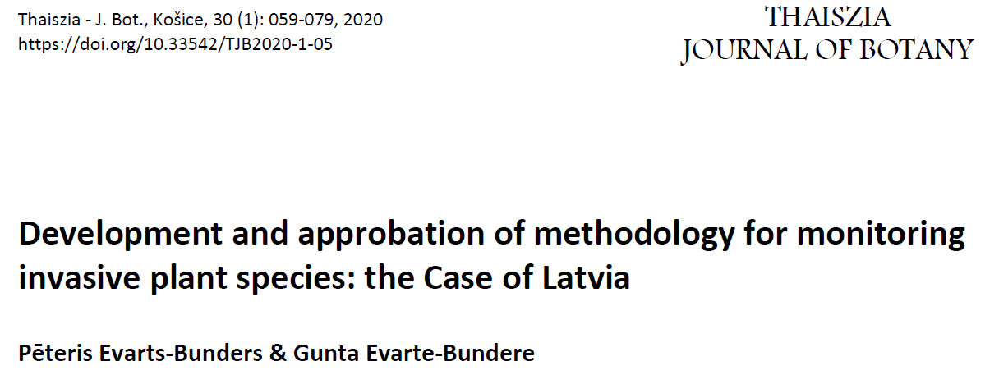 Thaiszia - J. Bot., Košice, 30 (1): 059-079, 2020
https://doi.org/10.33542/TJB2020-1-05
THAISZIA
JOURNAL OF BOTANY
Development and approbation of methodology for monitoring
invasive plant species: the Case of Latvia
Pēteris Evarts-Bunders & Gunta Evarte-Bundere